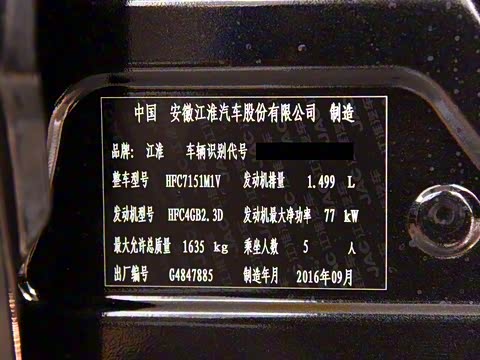 中国 安徽江淮汽车股份有限公司 制造
品牌: 江淮 车辆识别代号
整车型号 HFC7151M1V 发动机排量 1.499 L
发动机型号 HFC4GB2.3D 发动机最大净功率 77 kW
最大允许总质量 1635 kg 乘坐人数 5 人
出厂编号 G4847885 制造年月 2016年09月